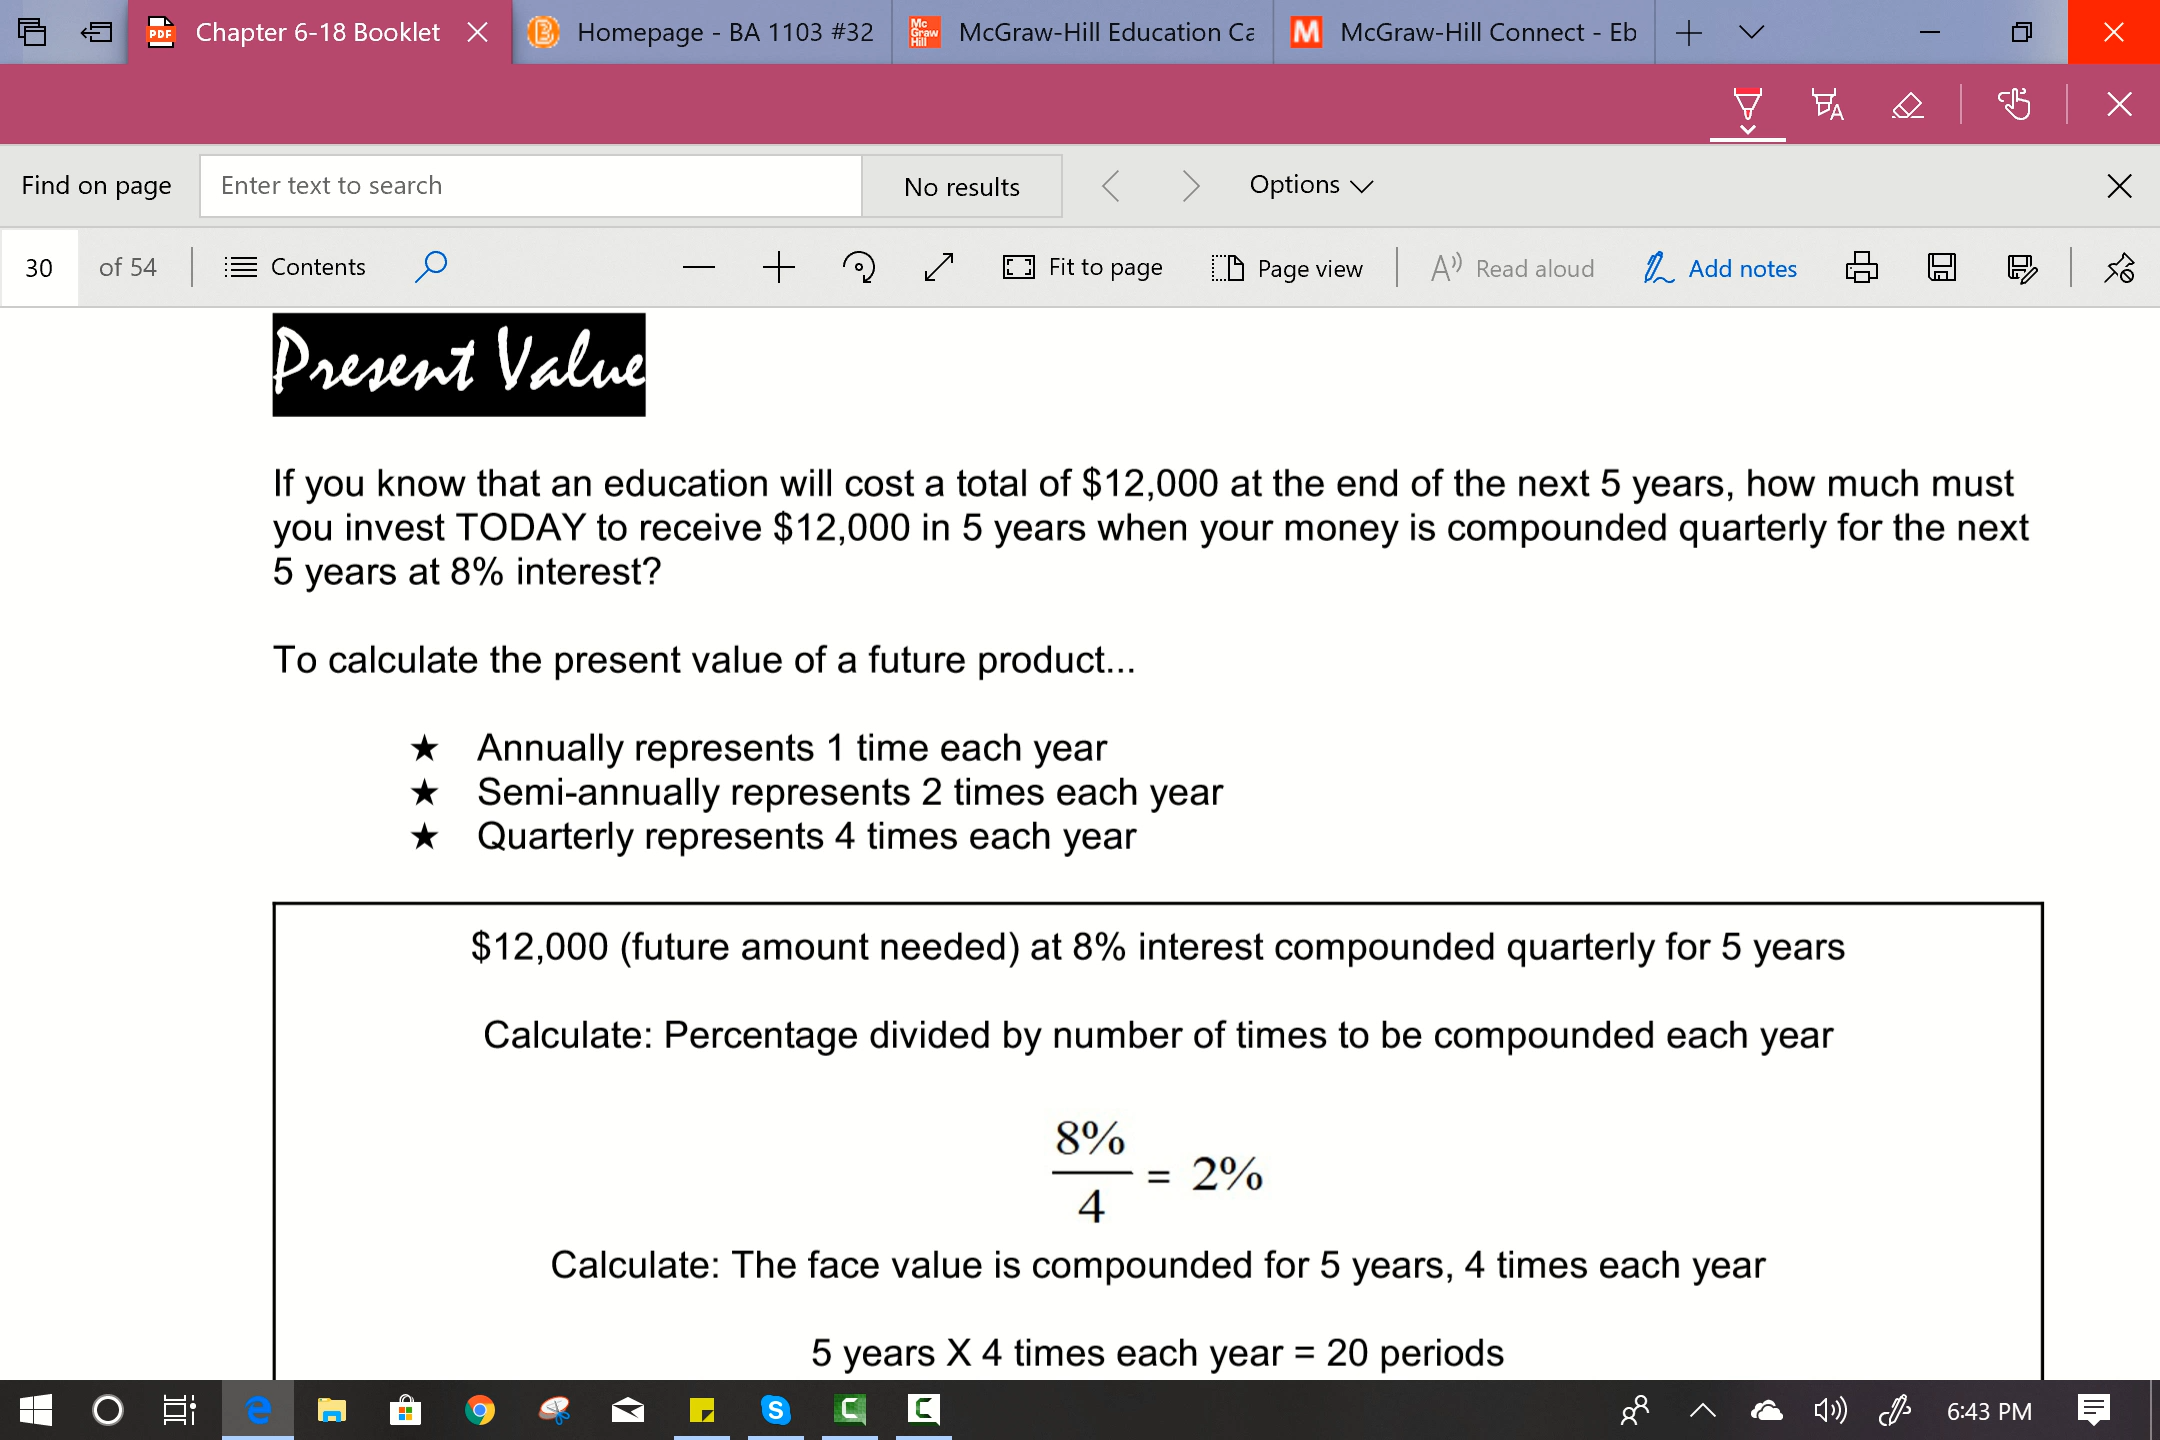 Chapter 6-18 Booklet
Homepage - BA 1103 #32
Mc Graw Hill
McGraw-Hill Education Ca
M
McGraw-Hill Connect - Eb
Find on page
Enter text to search
No results
Options
30 of 54
Contents
Fit to page
Page view
Read aloud
Add notes
Present Value
If you know that an education will cost a total of $12,000 at the end of the next 5 years, how much must
you invest TODAY to receive $12,000 in 5 years when your money is compounded quarterly for the next
5 years at 8% interest?
To calculate the present value of a future product...
★ Annually represents 1 time each year
★ Semi-annually represents 2 times each year
★ Quarterly represents 4 times each year
$12,000 (future amount needed) at 8% interest compounded quarterly for 5 years
Calculate: Percentage divided by number of times to be compounded each year
8%
= 2%
4
Calculate: The face value is compounded for 5 years, 4 times each year
5 years X 4 times each year = 20 periods
6:43 PM